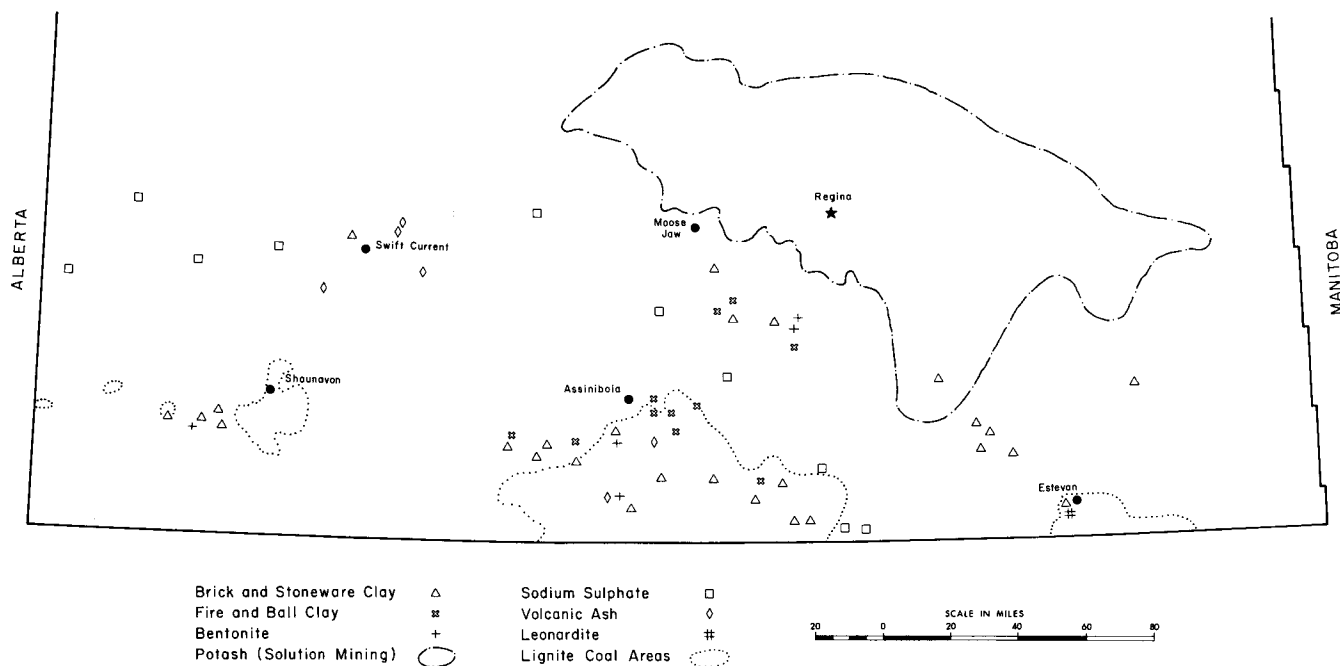 Regina
Moose
Jaw
Swift Current
ALBERTA
MANITOBA
Shaunavon
Assiniboia
Estevan
Brick and Stoneware Clay
Sodium Sulphate
Fire and Ball Clay
Volcanic Ash
Bentonite
Leonardite
Potash (Solution Mining)
Lignite Coal Areas
SCALE IN MILES
20 0 20 40 60 80